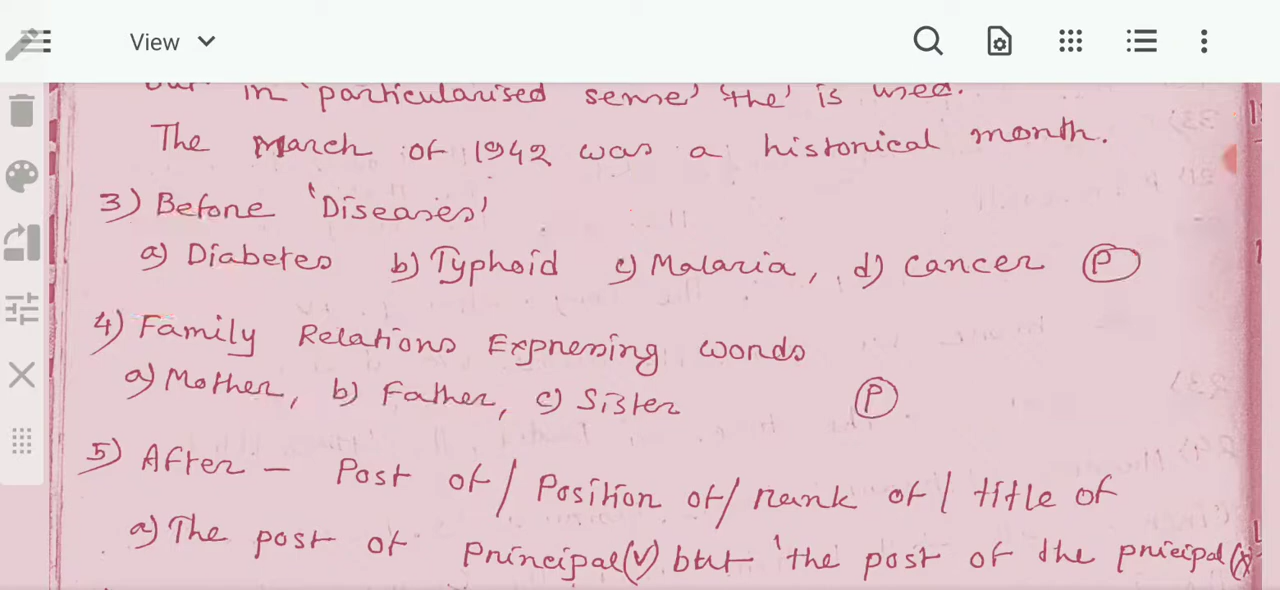 View
in 'particularised sense' 'the' is used.
The March of 1942 was a historical month.
3) Before 'Diseases'
a) Diabetes b) Typhoid c) Malaria, d) cancer (P)
4) Family Relations Expressing words
a) Mother, b) Father, c) Sister (P)
5) After – Post of / Position of / rank of / title of
a) The post of Principal (√) but 'the post of the pricipal (x